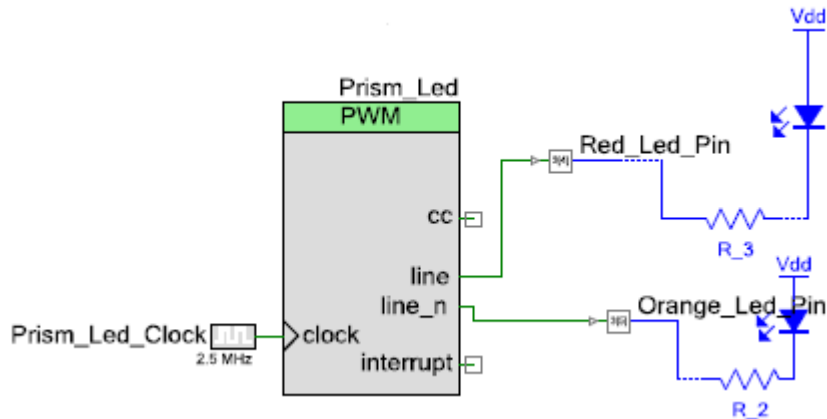 Vdd
Prism_Led
PWM
Red_Led_Pin
cc
R_3
line
Vdd
line_n
Orange_Led_Pin
Prism_Led_Clock
clock
2.5 MHz
interrupt
R_2